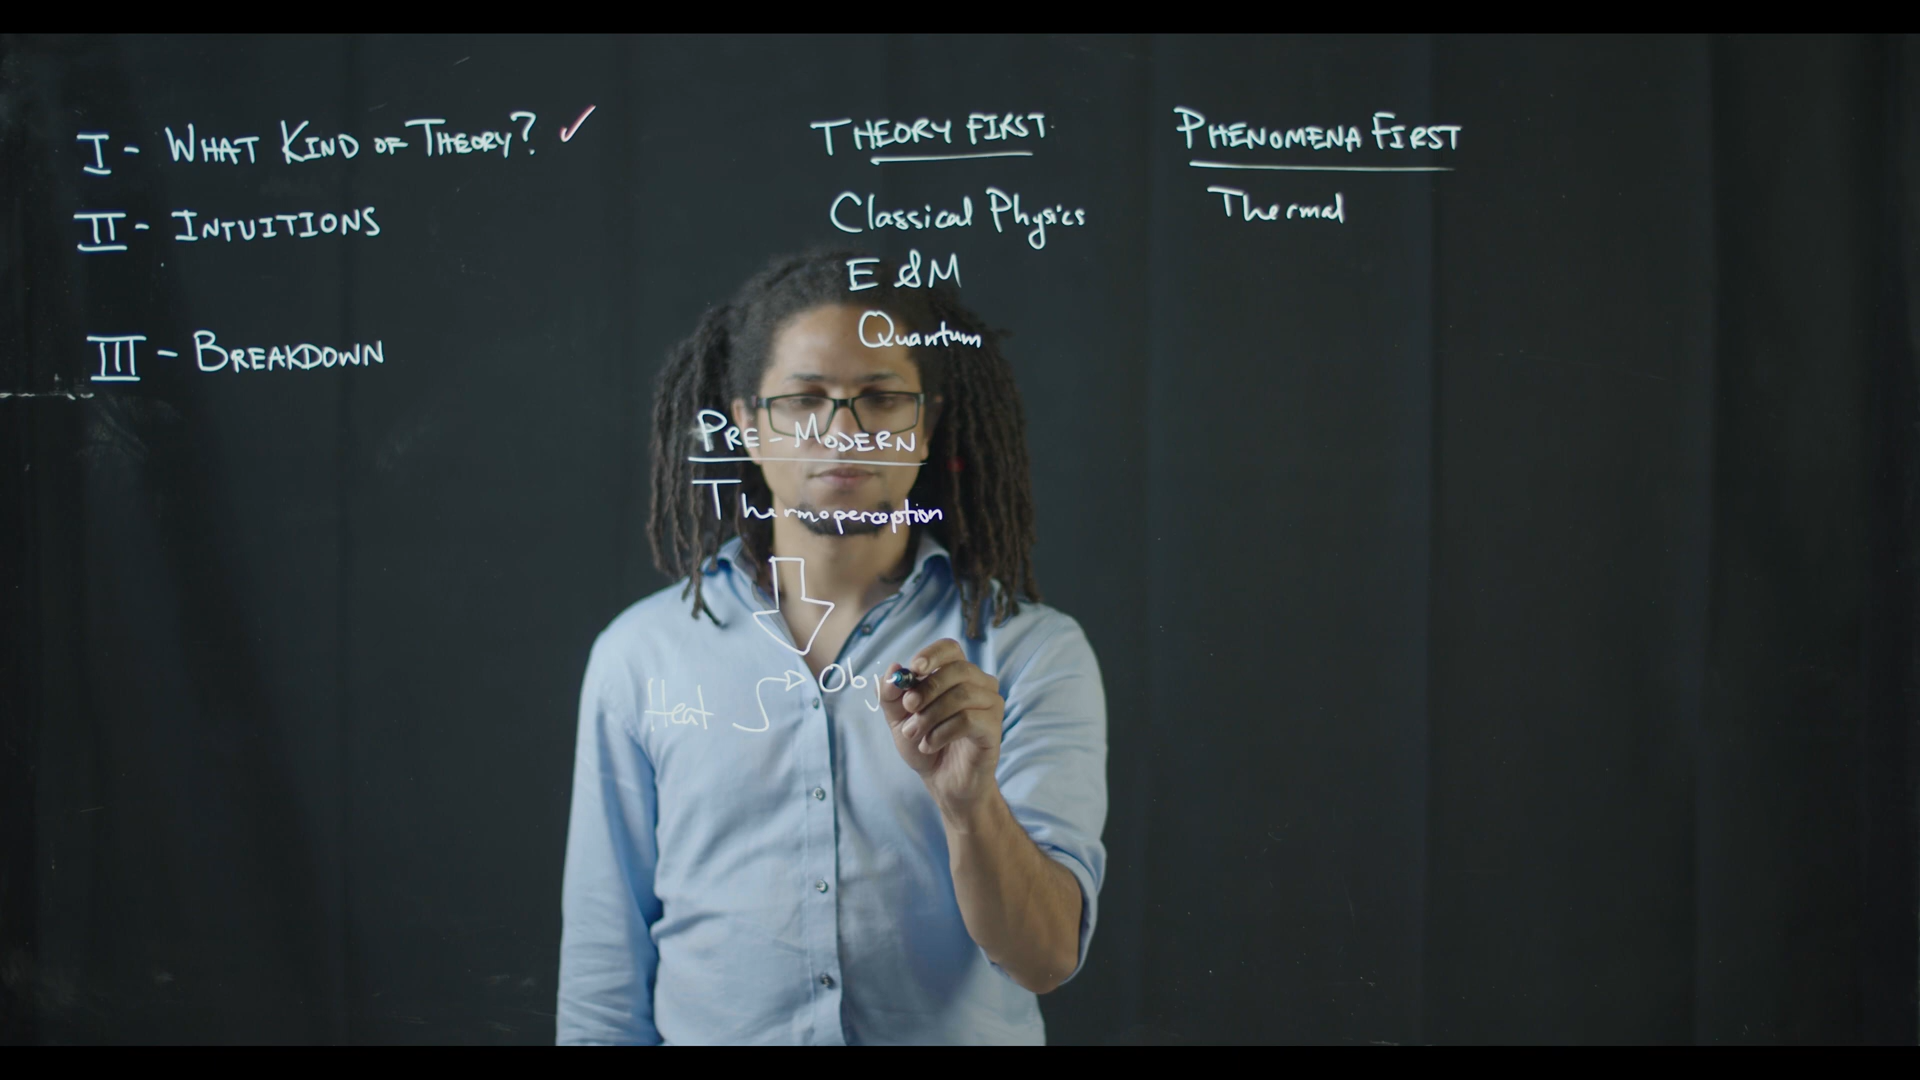 I - WHAT KIND OF THEORY? ✓
II - INTUITIONS
III - BREAKDOWN
THEORY FIRST
Classical Physics
E & M
Quantum
PHENOMENA FIRST
Thermal
PRE-MODERN
Thermoperception
Heat
Obj